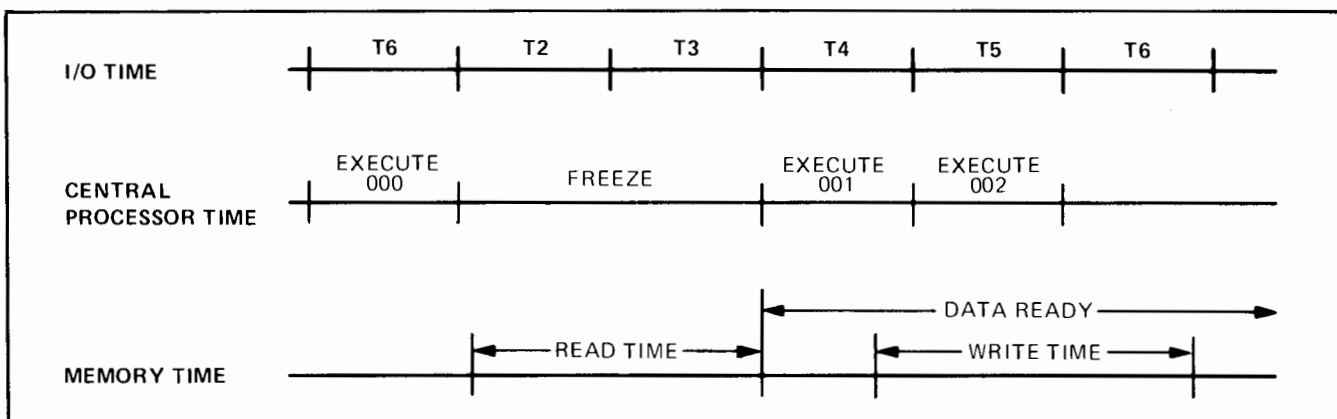 T6 T2 T3 T4 T5 T6
I/O TIME
EXECUTE 000 FREEZE EXECUTE 001 EXECUTE 002
CENTRAL
PROCESSOR TIME
DATA READY
READ TIME WRITE TIME
MEMORY TIME